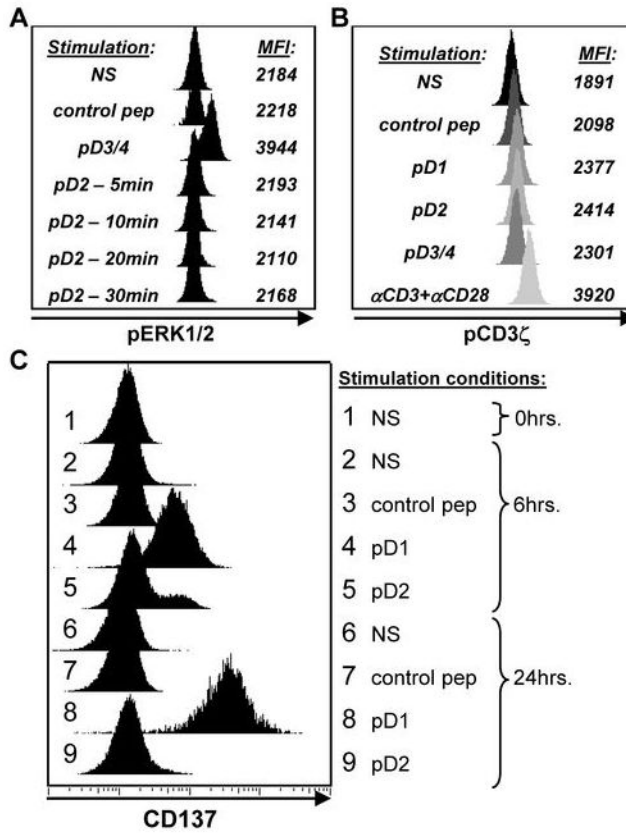 A
Stimulation: MFI:
NS 2184
control pep 2218
pD3/4 3944
pD2 – 5min 2193
pD2 – 10min 2141
pD2 – 20min 2110
pD2 – 30min 2168
pERK1/2
B
Stimulation: MFI:
NS 1891
control pep 2098
pD1 2377
pD2 2414
pD3/4 2301
αCD3+αCD28 3920
pCD3ζ
C
1
2
3
4
5
6
7
8
9
CD137
Stimulation conditions:
1 NS 0hrs.
2 NS
3 control pep
4 pD1
5 pD2
6hrs.
6 NS
7 control pep
8 pD1
9 pD2
24hrs.